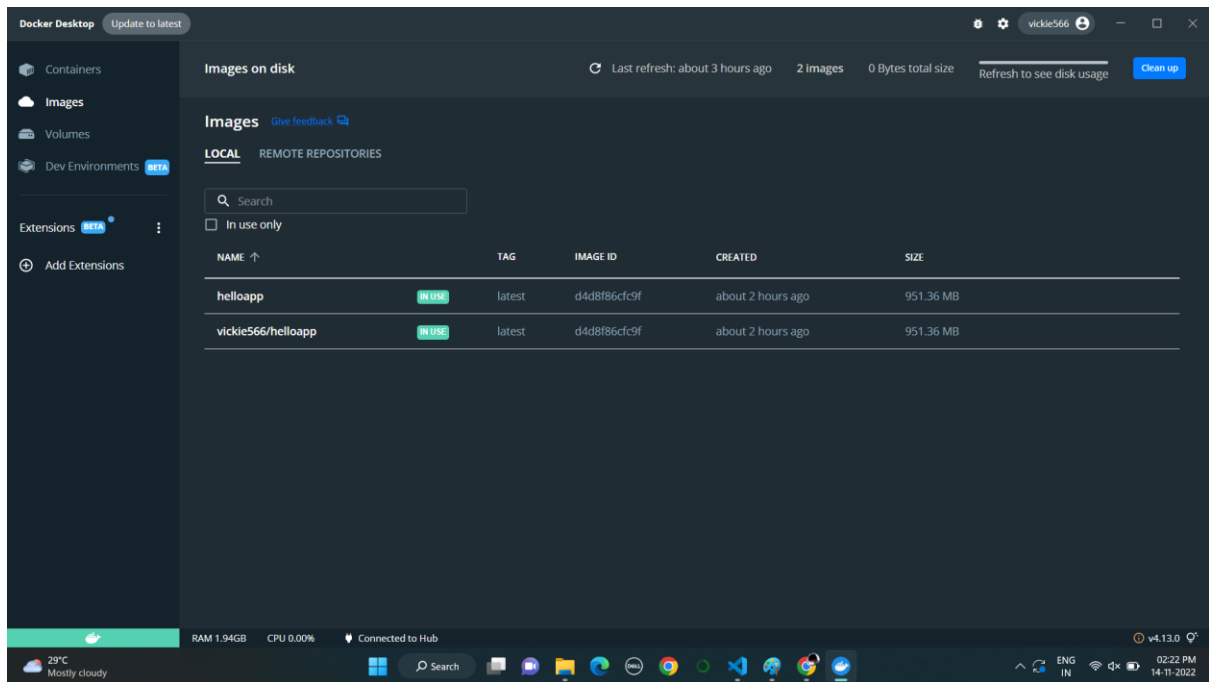 Docker Desktop Update to latest vickie566
Containers
Images
Volumes
Dev Environments BETA
Extensions BETA
Add Extensions
Images on disk Last refresh: about 3 hours ago 2 images 0 Bytes total size Refresh to see disk usage Clean up
Images Give feedback
LOCAL REMOTE REPOSITORIES
Search
In use only
NAME TAG IMAGE ID CREATED SIZE
helloapp IN USE latest d4d8f86cfc9f about 2 hours ago 951.36 MB
vickie566/helloapp IN USE latest d4d8f86cfc9f about 2 hours ago 951.36 MB
RAM 1.94GB CPU 0.00% Connected to Hub v4.13.0
29°C
Mostly cloudy
Search
DELL
ENG
IN
02:22 PM
14-11-2022